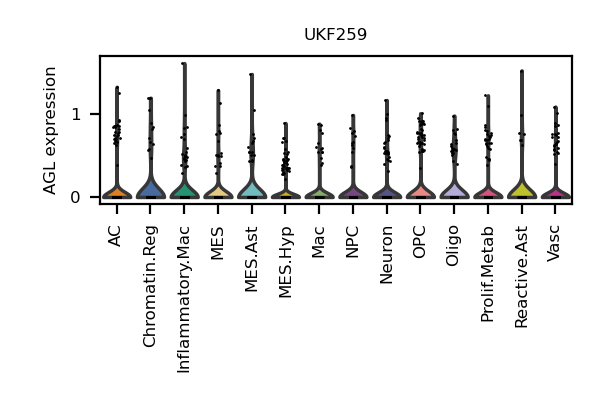 UKF259
AGL expression
1
0
AC
Chromatin.Reg
Inflammatory.Mac
MES
MES.Ast
MES.Hyp
Mac
NPC
Neuron
OPC
Oligo
Prolif.Metab
Reactive.Ast
Vasc